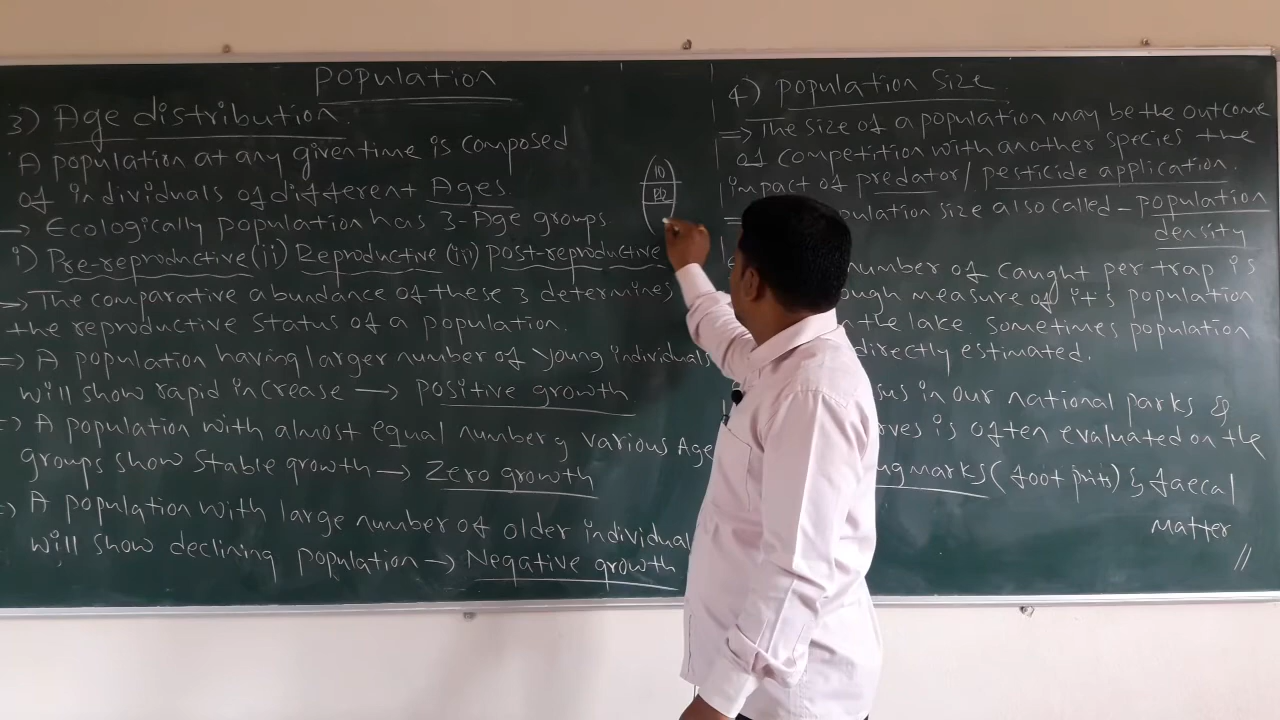 population
3) Age distribution.
A population at any given time is composed
of individuals of different Ages
→ Ecologically population has 3-Age groups.
i) Pre-reproductive (ii) Reproductive (iii) post-reproductive
→ The comparative abundance of these 3 determines
the reproductive status of a population.
⇒ A population having larger number of young individuals
will show rapid increase → positive growth
⇒ A population with almost equal number of various Age
groups show stable growth → Zero growth
⇒ A population with large number of older individual
will show declining population → Negative growth
10
4) population size.
⇒ The size of a population may be the outcome
of competition with another species the
impact of predator / pesticide application.
⇒ size also called - population
density
number of caught per trap is
measure of it's population
the lake. Sometimes population
directly estimated.
in our national parks &
is often evaluated on the
marks (foot prints) & faecal
matter
//